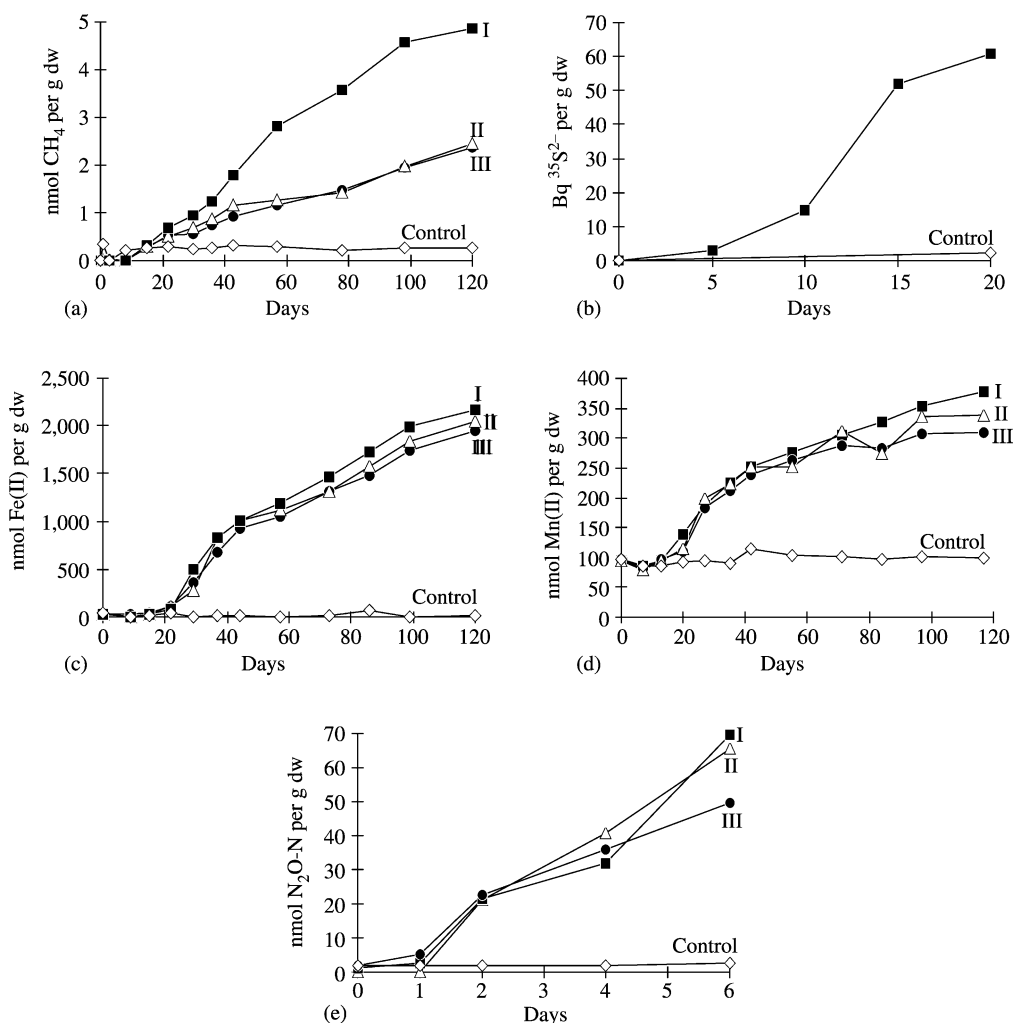 5
4
3
2
1
0
nmol CH₄ per g dw
I
II
III
Control
0 20 40 60 80 100 120
(a) Days
70
60
50
40
30
20
10
0
Bq ³⁵S²⁻ per g dw
Control
0 5 10 15 20
(b) Days
2,500
2,000
1,500
1,000
500
0
nmol Fe(II) per g dw
I
II
III
Control
0 20 40 60 80 100 120
(c) Days
400
350
300
250
200
150
100
50
0
nmol Mn(II) per g dw
I
II
III
Control
0 20 40 60 80 100 120
(d) Days
70
60
50
40
30
20
10
0
nmol N₂O-N per g dw
I
II
III
Control
0 1 2 3 4 5 6
(e) Days